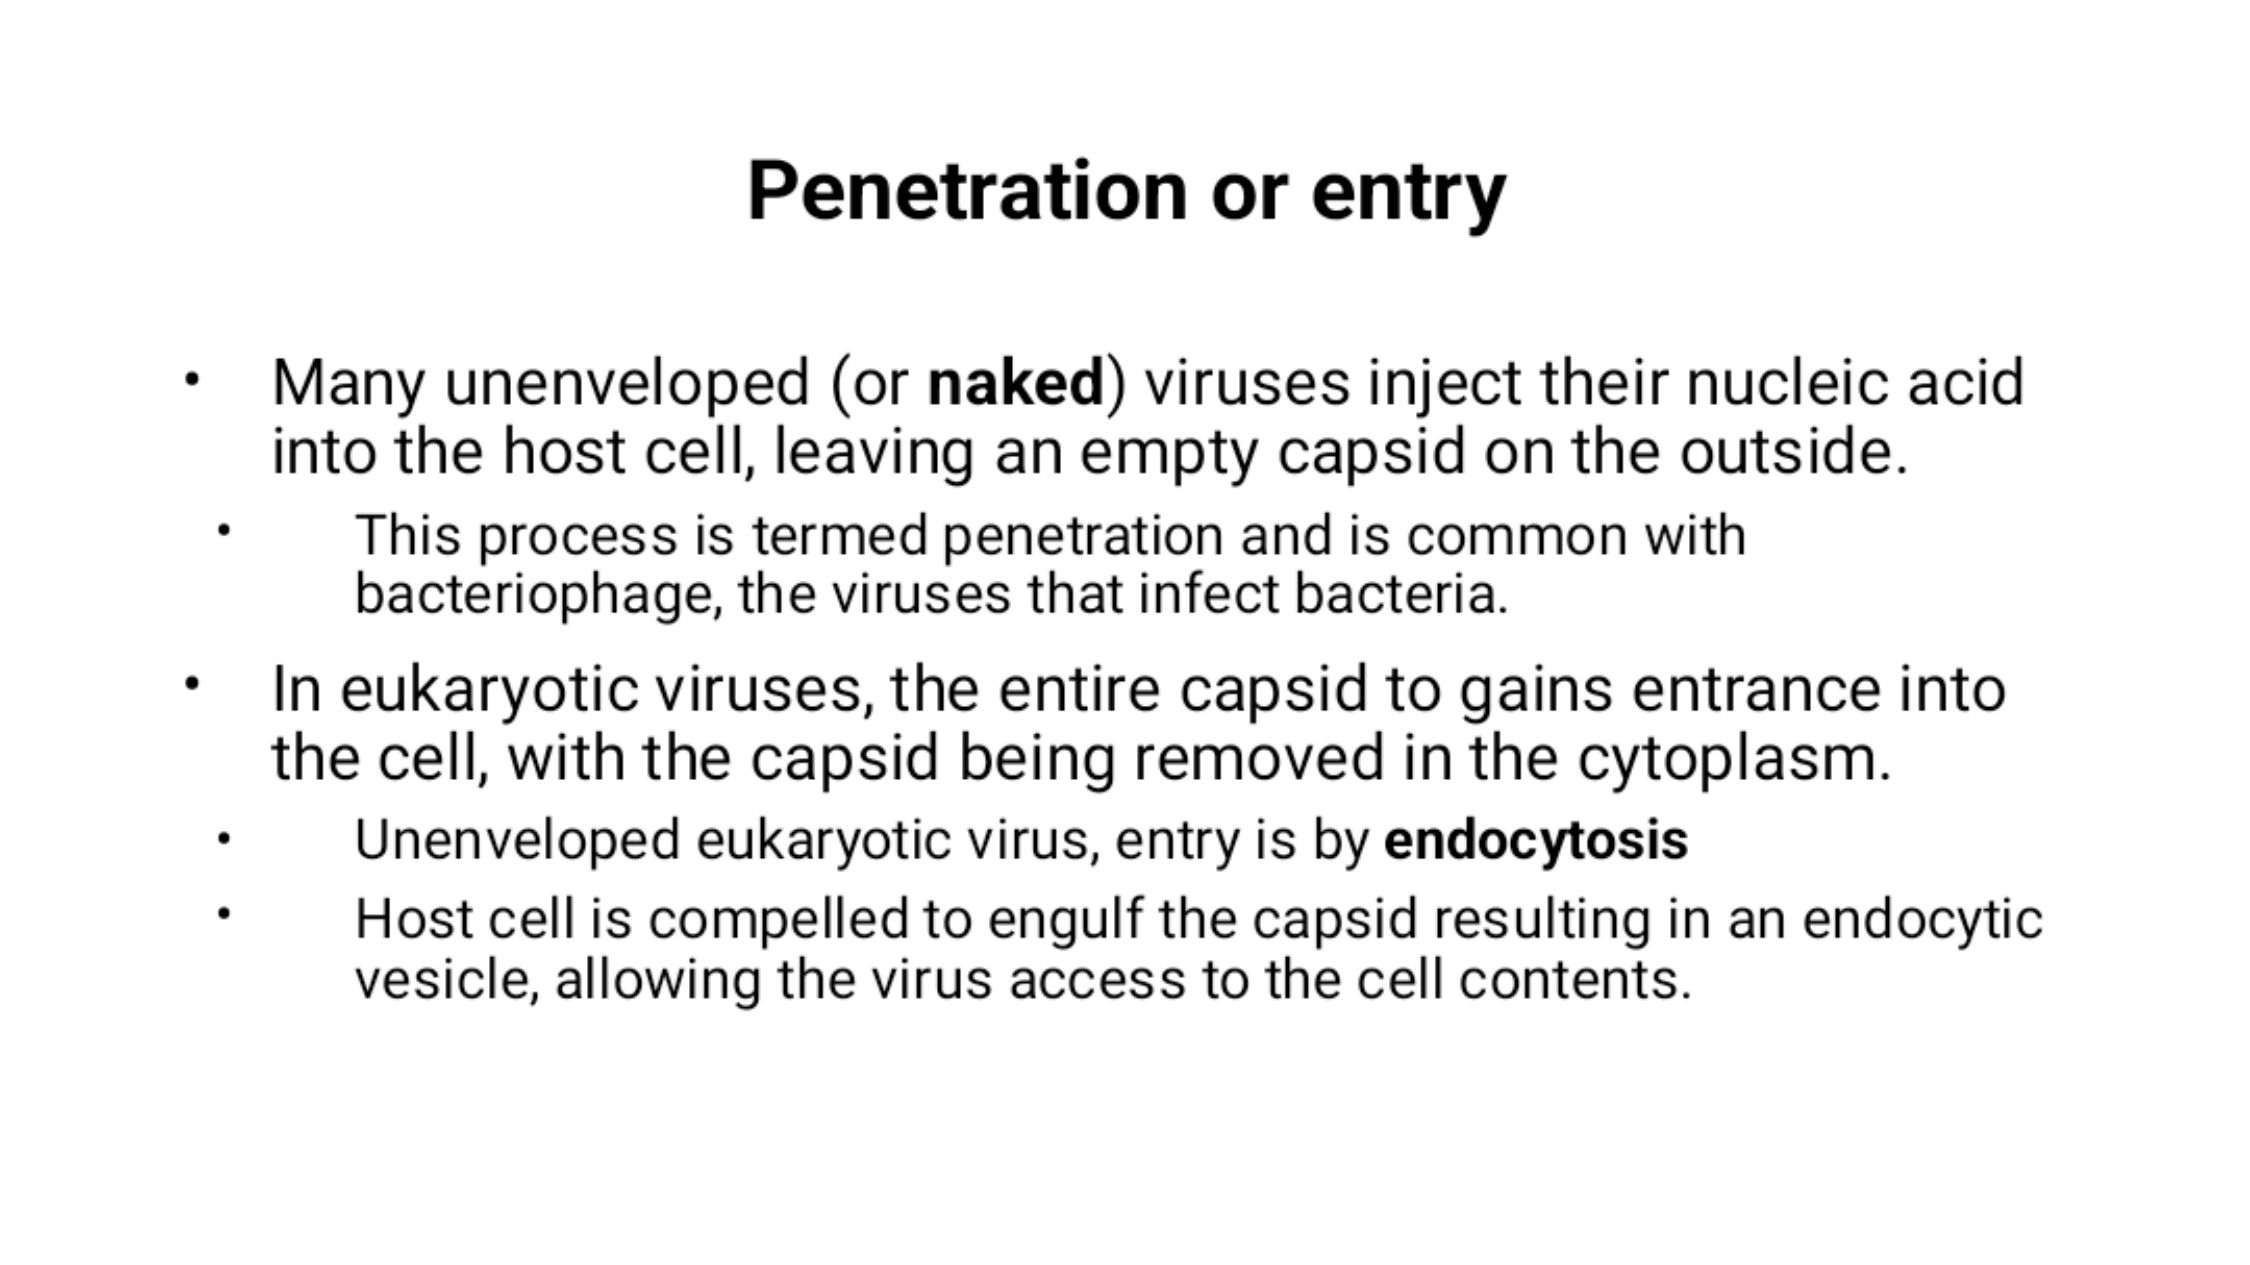 Penetration or entry
• Many unenveloped (or naked) viruses inject their nucleic acid
into the host cell, leaving an empty capsid on the outside.
• This process is termed penetration and is common with
bacteriophage, the viruses that infect bacteria.
• In eukaryotic viruses, the entire capsid to gains entrance into
the cell, with the capsid being removed in the cytoplasm.
• Unenveloped eukaryotic virus, entry is by endocytosis
• Host cell is compelled to engulf the capsid resulting in an endocytic
vesicle, allowing the virus access to the cell contents.